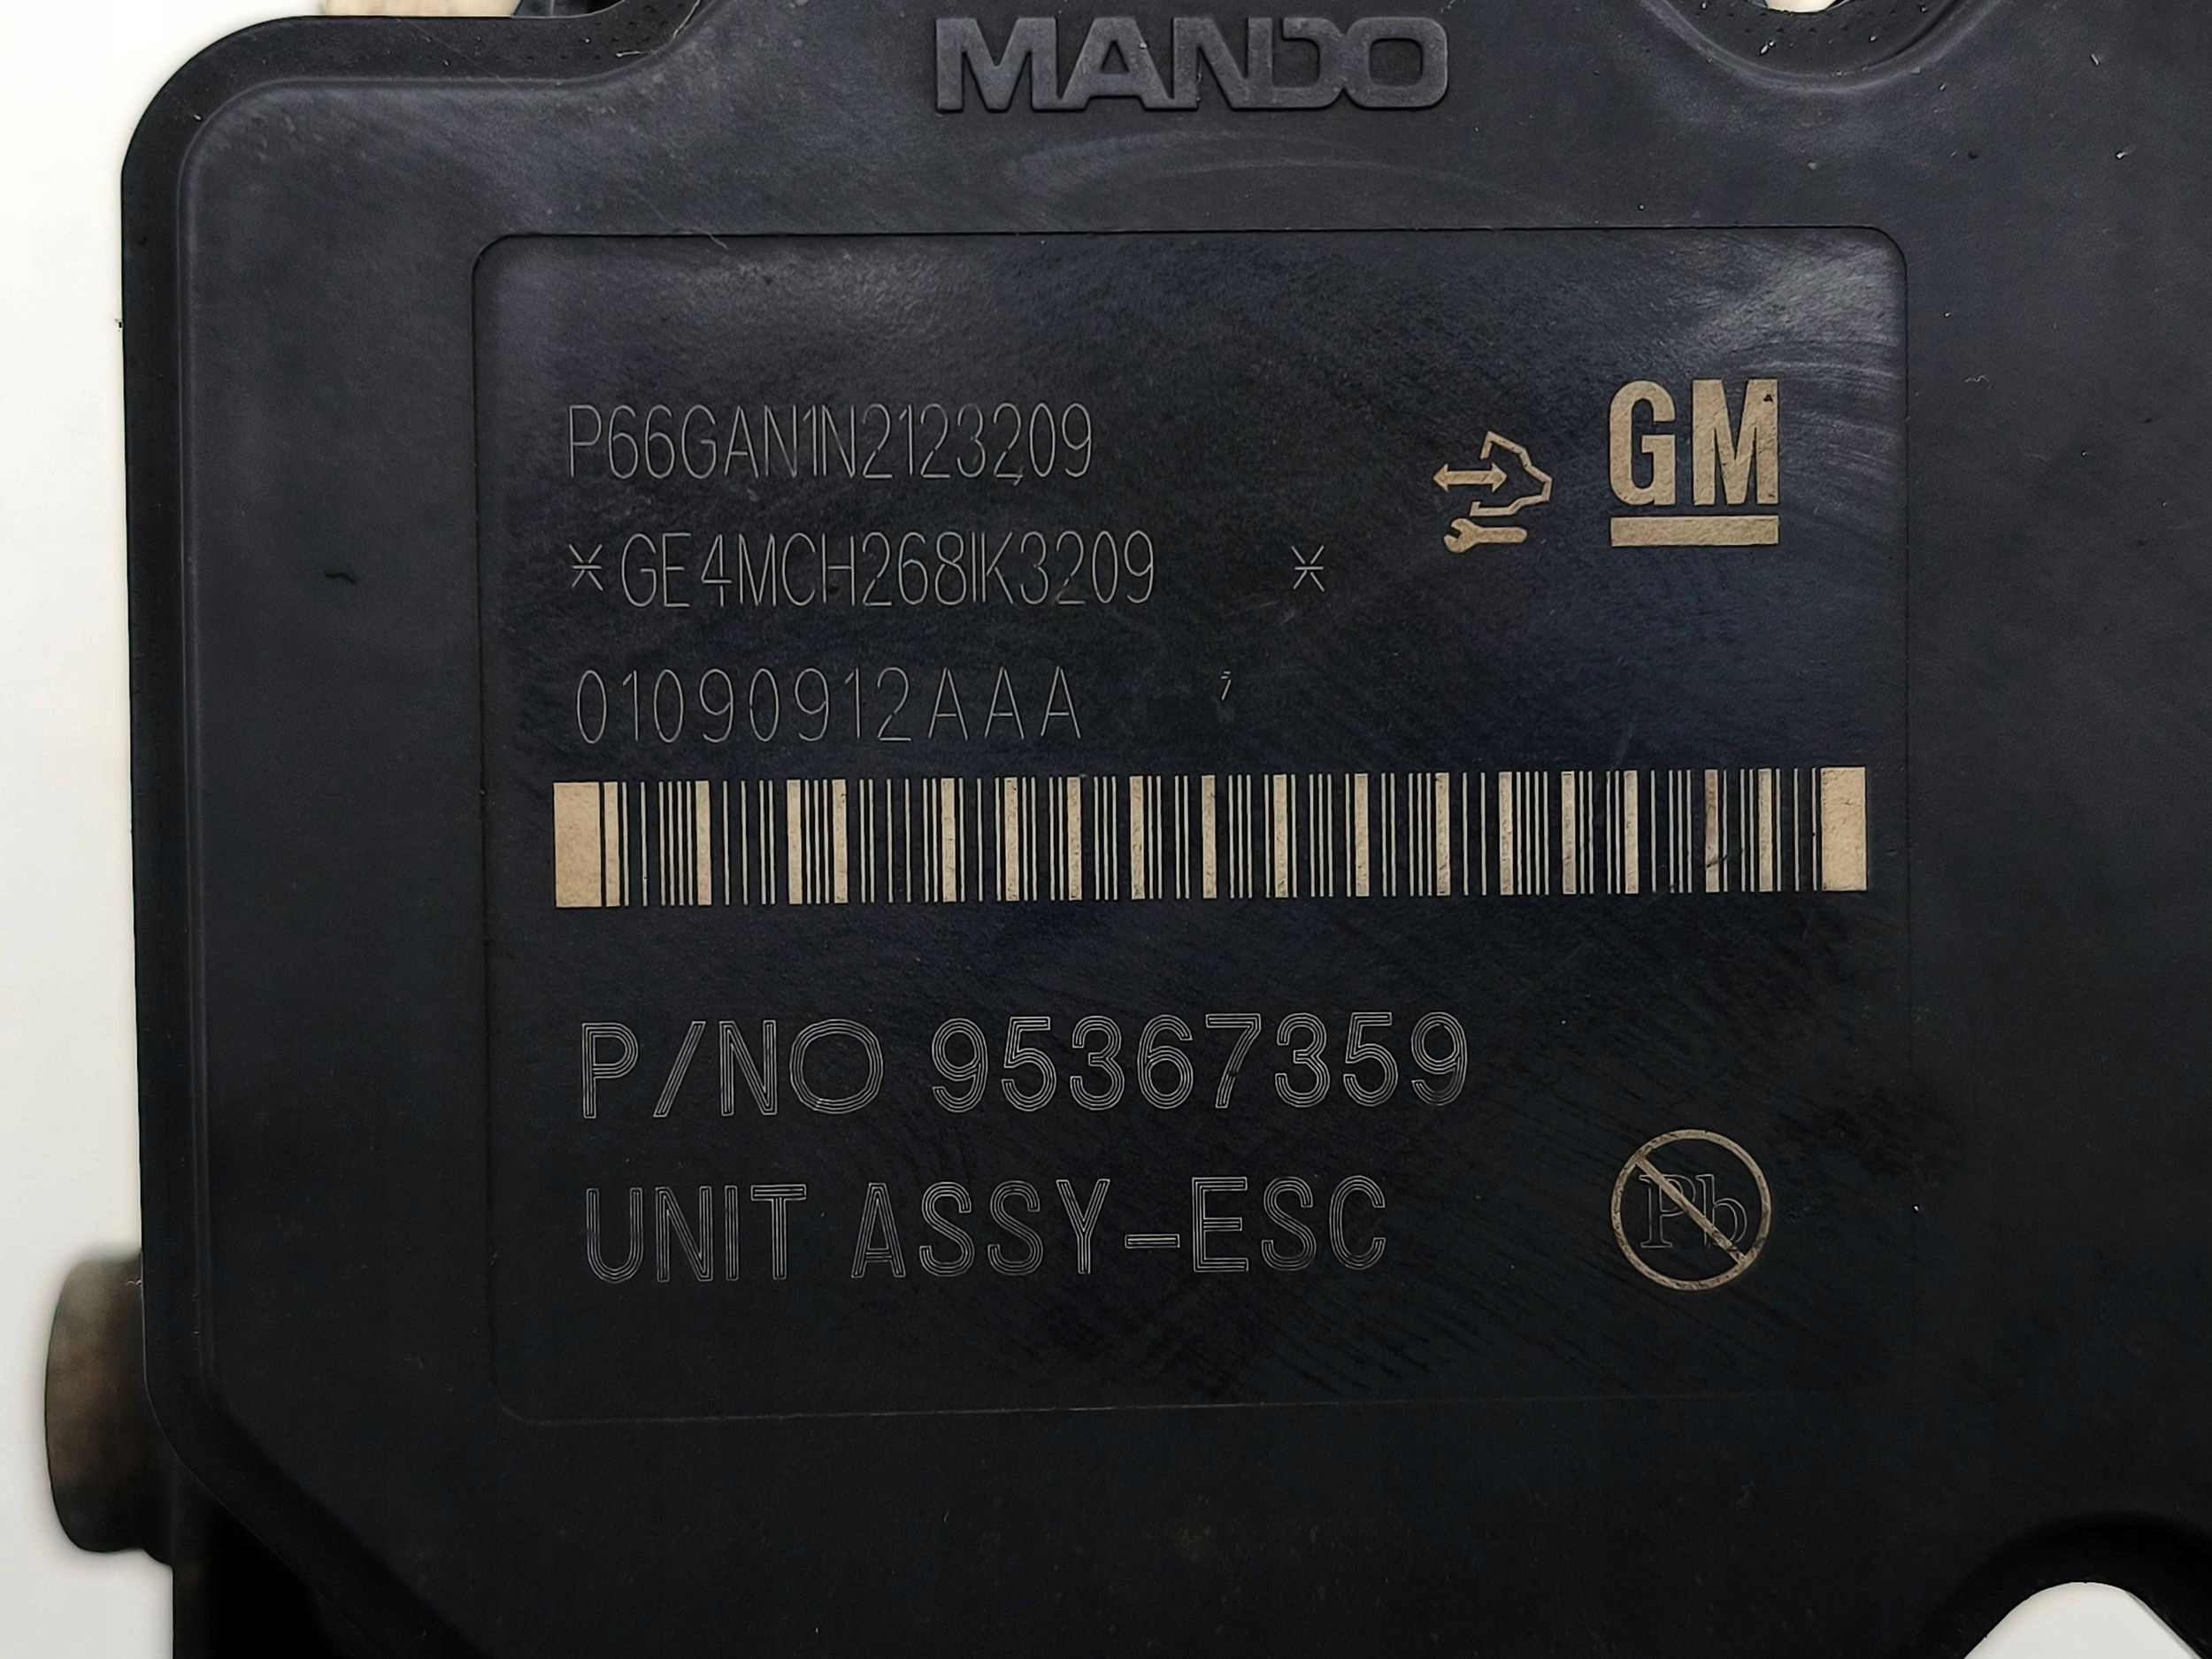 MANDO
GM
P66GAN1N2123209
*GE4MCH268IK3209 *
01090912AAA
P/NO 95367359
UNIT ASSY-ESC
Pb